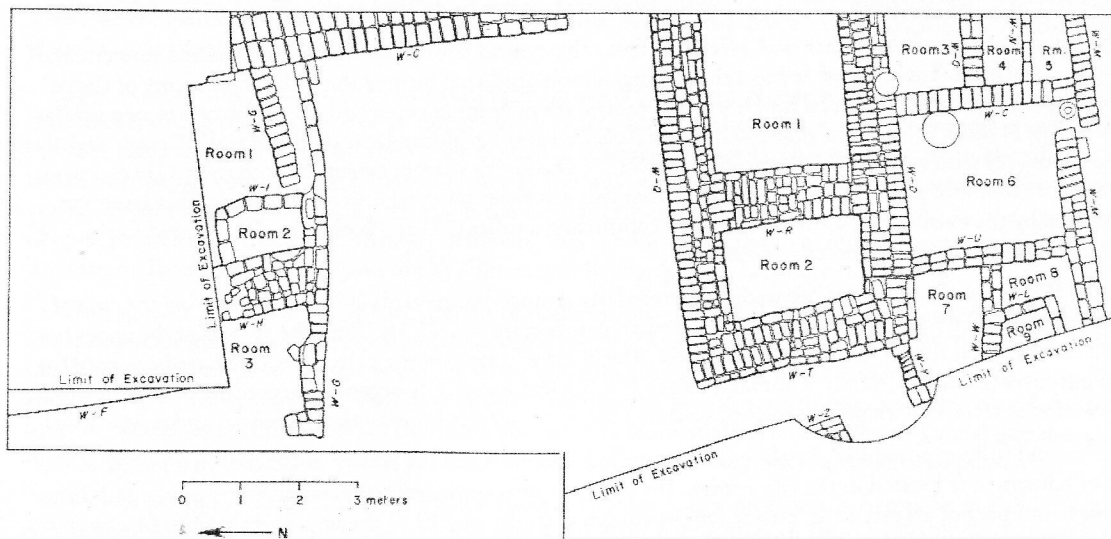 W-C
Room 1
W-G
W-I
Room 2
Limit of Excavation
W-H
Room 3
W-G
Limit of Excavation
W-F
Room 1
W-R
Room 2
W-T
Room 3
Room 4
Rm. 5
W-C
Room 6
W-U
Room 7
Room 8
W-L
Room 9
W-W
W-Z
Limit of Excavation
Limit of Excavation
0 1 2 3 meters
N